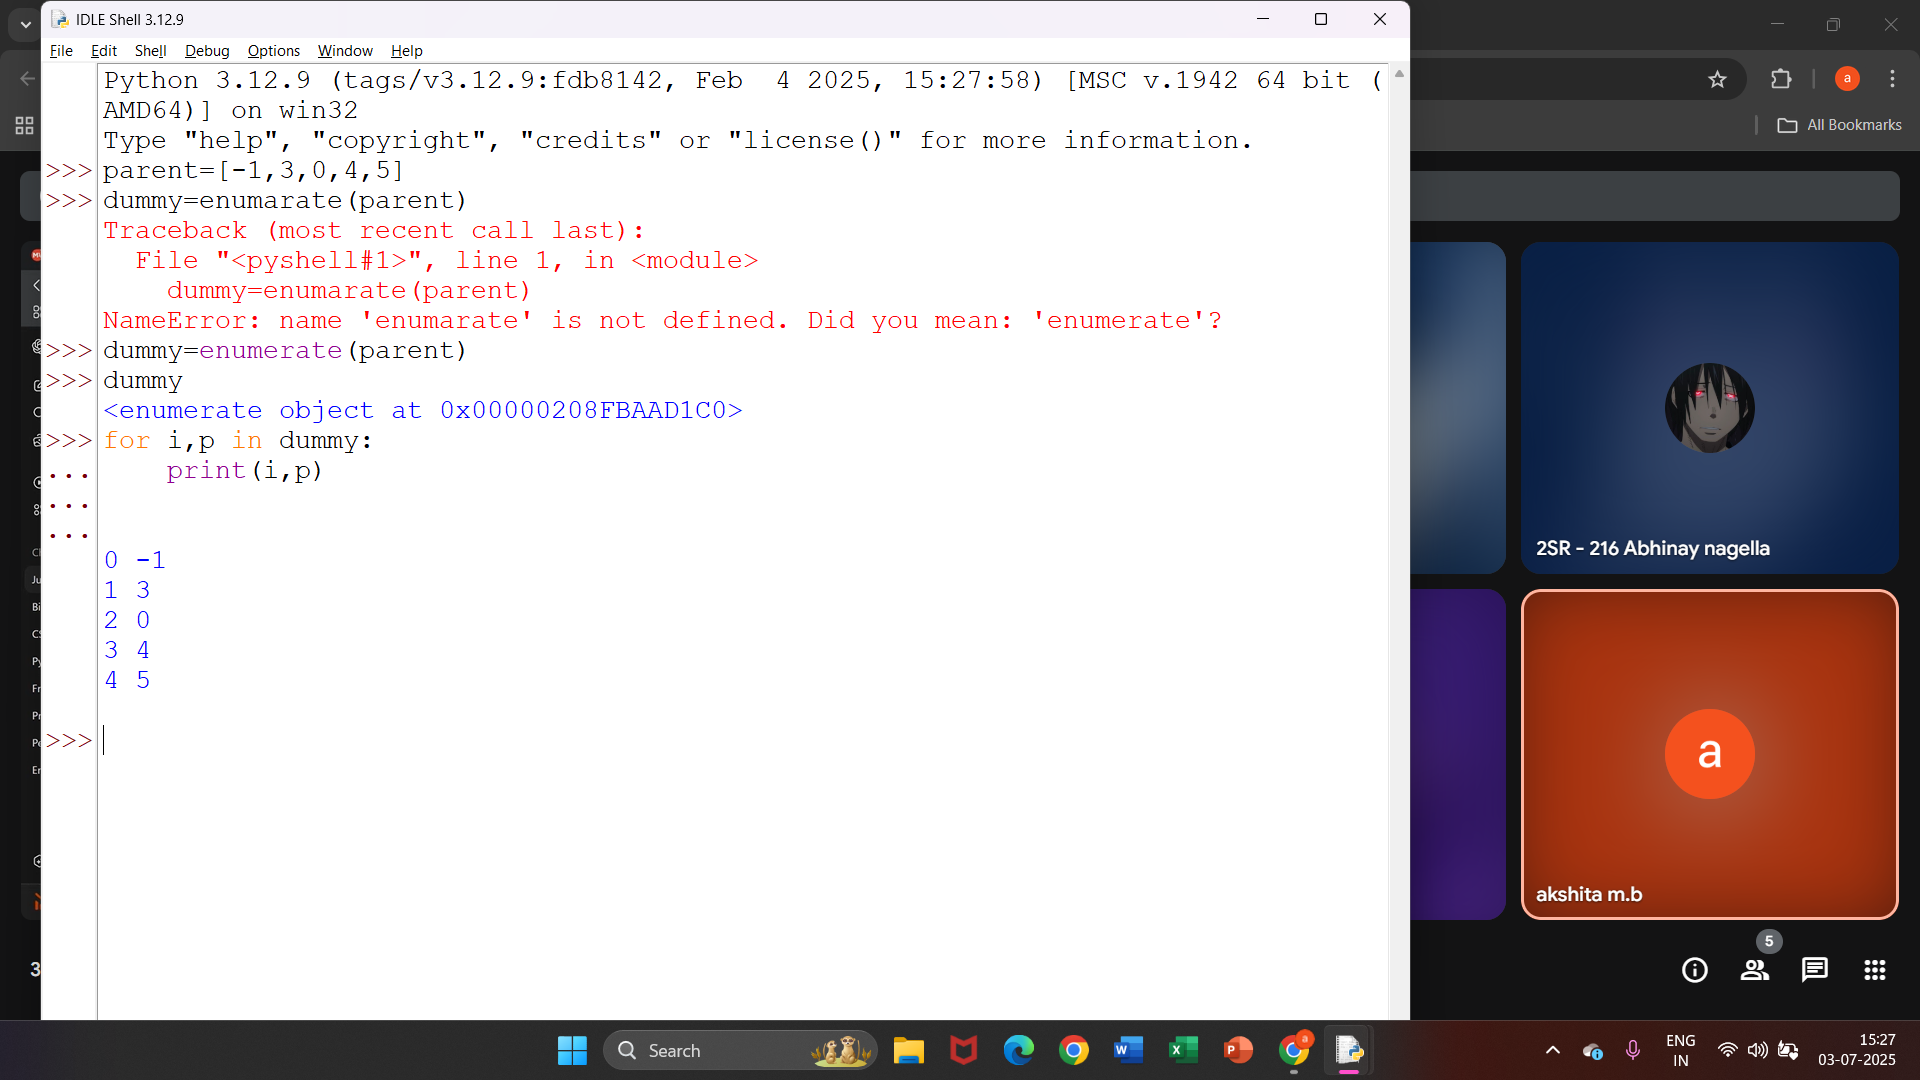 IDLE Shell 3.12.9
File Edit Shell Debug Options Window Help
Python 3.12.9 (tags/v3.12.9:fdb8142, Feb  4 2025, 15:27:58) [MSC v.1942 64 bit (
AMD64)] on win32
Type "help", "copyright", "credits" or "license()" for more information.
>>> parent=[-1,3,0,4,5]
>>> dummy=enumarate(parent)
Traceback (most recent call last):
  File "<pyshell#1>", line 1, in <module>
    dummy=enumarate(parent)
NameError: name 'enumarate' is not defined. Did you mean: 'enumerate'?
>>> dummy=enumerate(parent)
>>> dummy
<enumerate object at 0x00000208FBAAD1C0>
>>> for i,p in dummy:
...     print(i,p)
...
...
0 -1
1 3
2 0
3 4
4 5
>>>
a
All Bookmarks
2SR - 216 Abhinay nagella
a
akshita m.b
5
Search
a
ENG
IN
15:27
03-07-2025